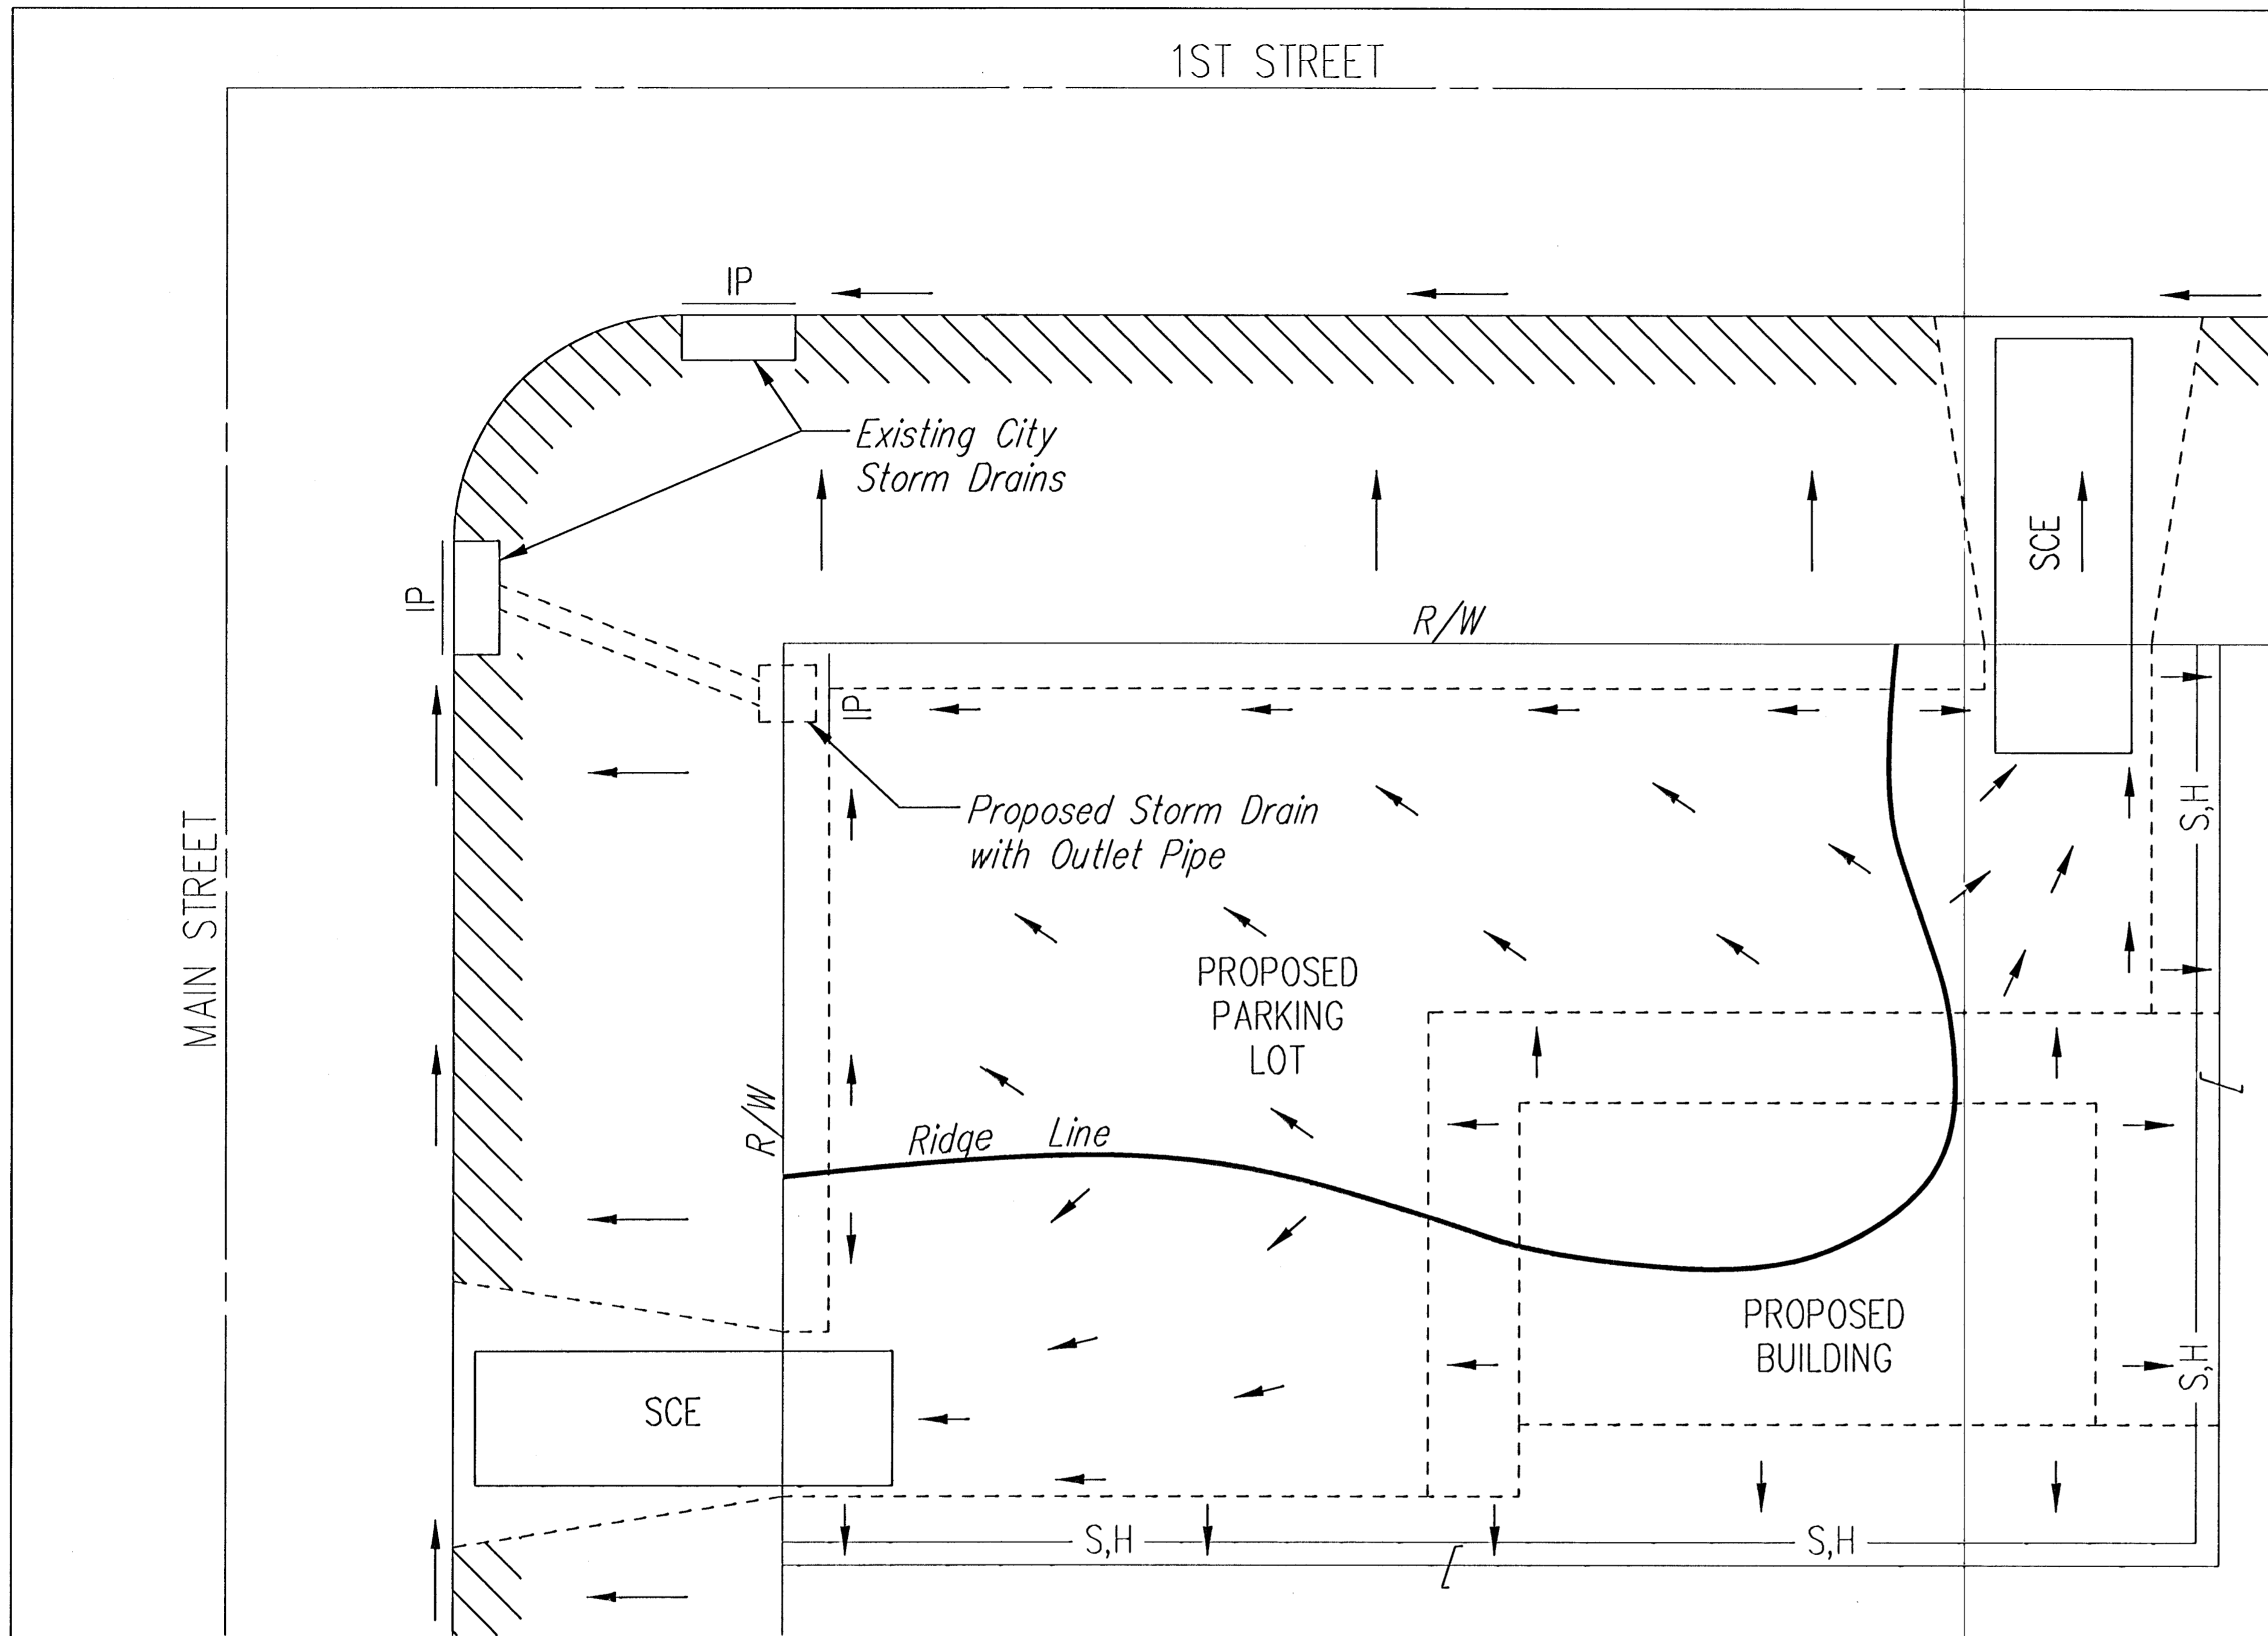 1ST STREET
IP
Existing City
Storm Drains
SCE
IP
R/W
IP
Proposed Storm Drain
with Outlet Pipe
S,H
MAIN STREET
PROPOSED
PARKING
LOT
R/W
Ridge Line
PROPOSED
BUILDING
S,H
SCE
S,H
S,H